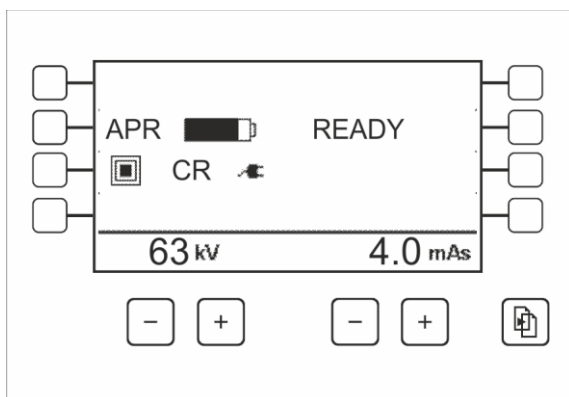 APR READY
CR
63 kV 4.0 mAs
- + - +